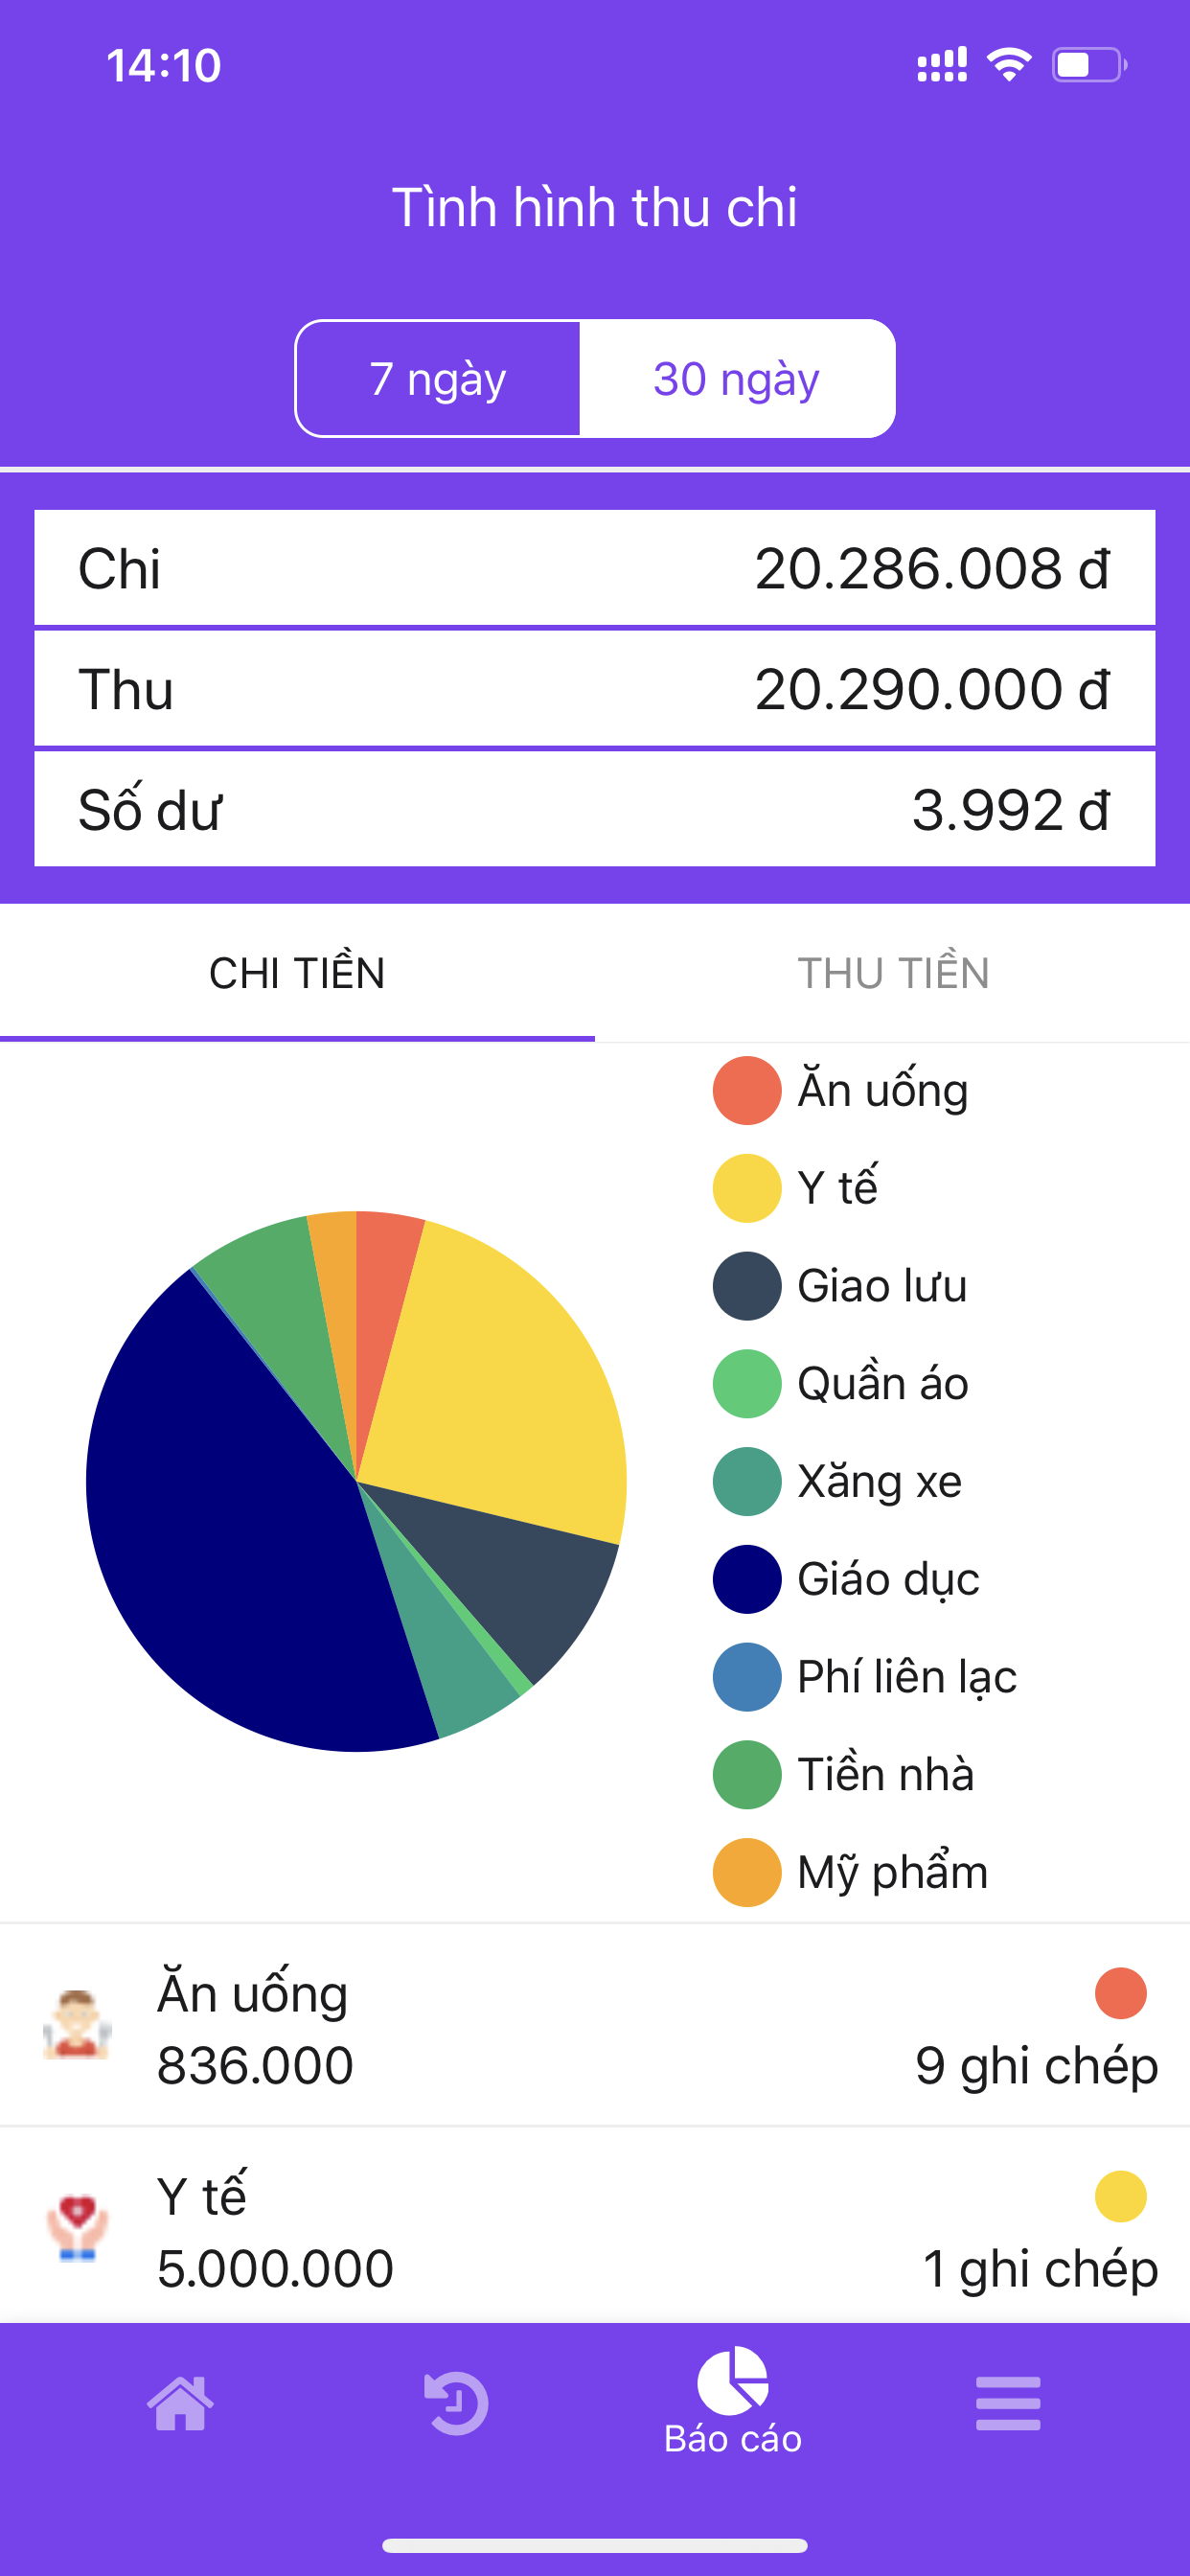 14:10
Tình hình thu chi
7 ngày
30 ngày
Chi 20.286.008 đ
Thu 20.290.000 đ
Số dư 3.992 đ
CHI TIỀN
THU TIỀN
Ăn uống
Y tế
Giao lưu
Quần áo
Xăng xe
Giáo dục
Phí liên lạc
Tiền nhà
Mỹ phẩm
Ăn uống
836.000 9 ghi chép
Y tế
5.000.000 1 ghi chép
Báo cáo